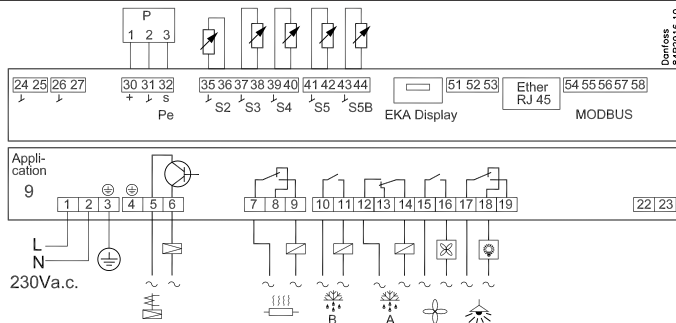 P
1 2 3
Danfoss
24 25 26 27 30 31 32 35 36 37 38 39 40 41 42 43 44 51 52 53 54 55 56 57 58
+ s
Pe
S2 S3 S4 S5 S5B
EKA Display
Ether
RJ 45
MODBUS
Appli-
cation
9
1 2 3 4 5 6 7 8 9 10 11 12 13 14 15 16 17 18 19 22 23
L
N
230Va.c.
B A